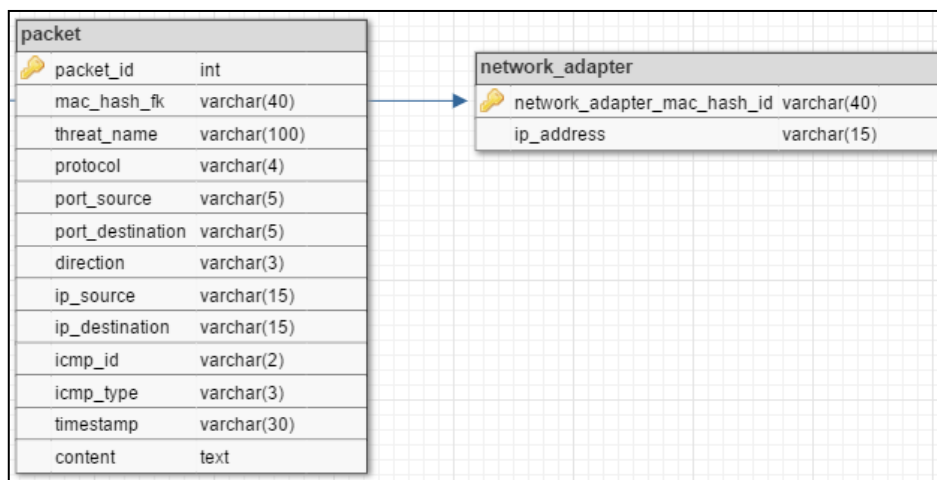 packet
packet_id int
mac_hash_fk varchar(40)
threat_name varchar(100)
protocol varchar(4)
port_source varchar(5)
port_destination varchar(5)
direction varchar(3)
ip_source varchar(15)
ip_destination varchar(15)
icmp_id varchar(2)
icmp_type varchar(3)
timestamp varchar(30)
content text
network_adapter
network_adapter_mac_hash_id varchar(40)
ip_address varchar(15)